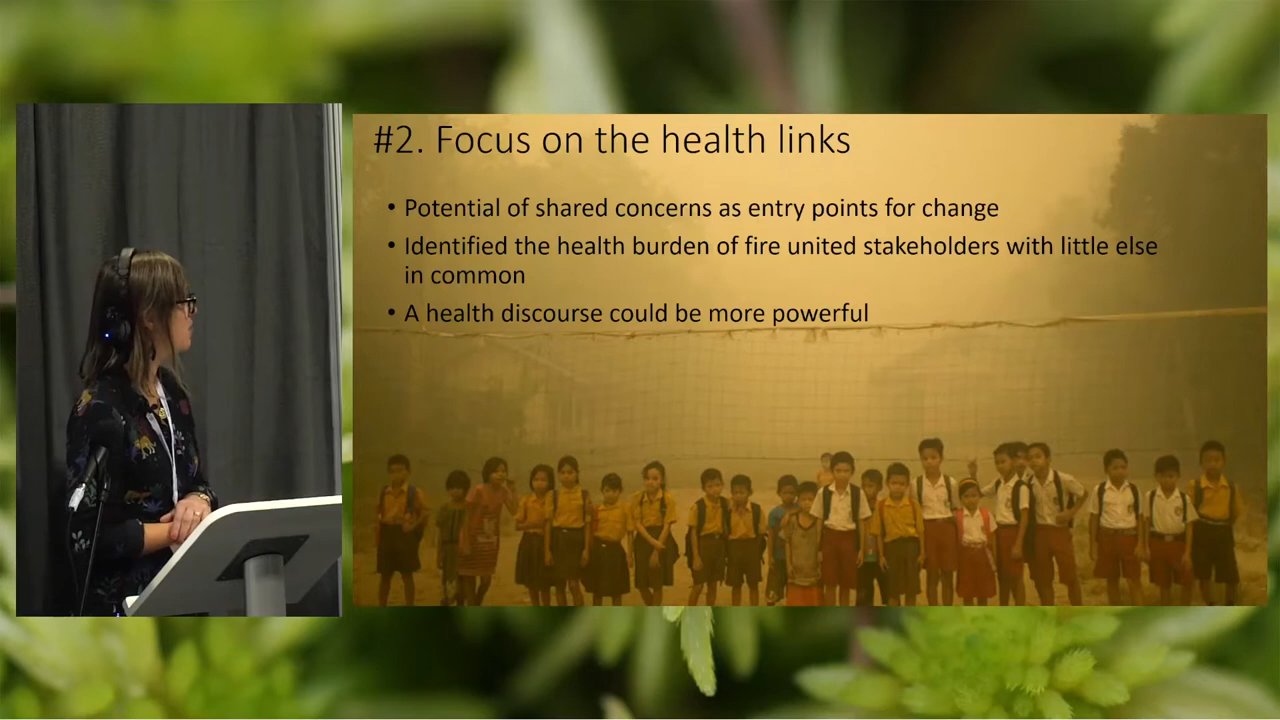 #2. Focus on the health links
• Potential of shared concerns as entry points for change
• Identified the health burden of fire united stakeholders with little else
in common
• A health discourse could be more powerful